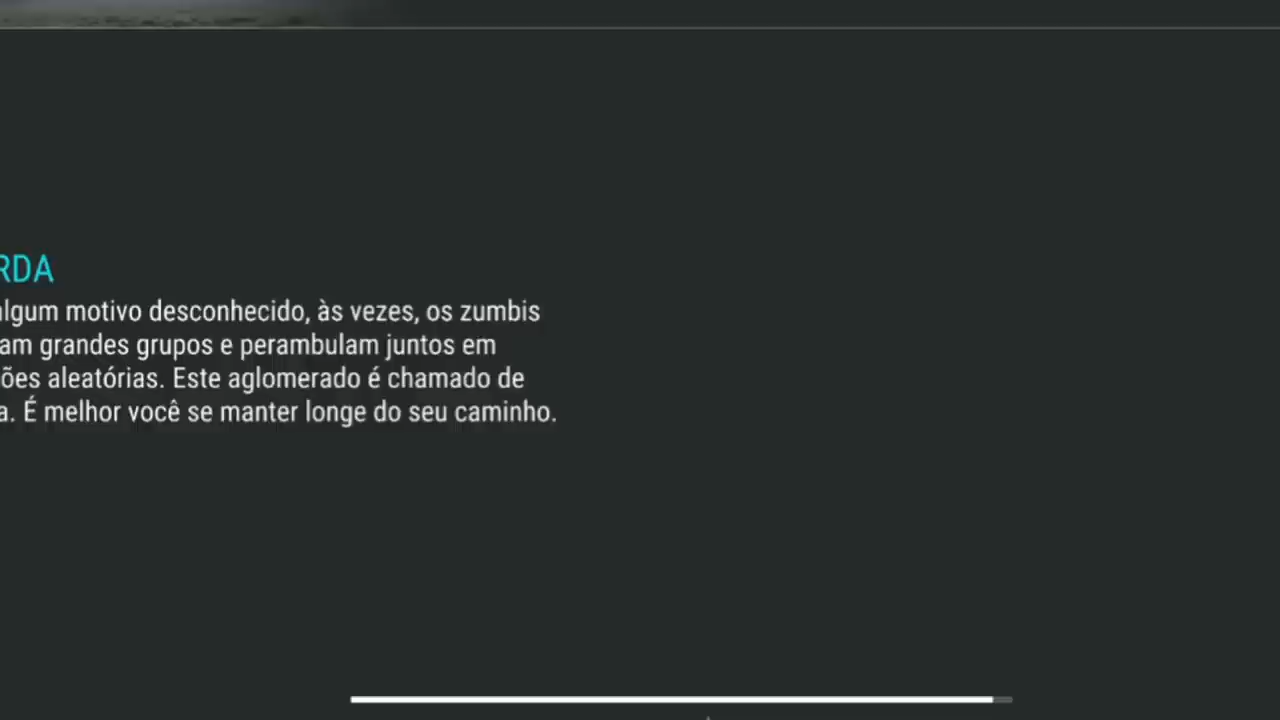 RDA
algum motivo desconhecido, às vezes, os zumbis
am grandes grupos e perambulam juntos em
ões aleatórias. Este aglomerado é chamado de
a. É melhor você se manter longe do seu caminho.